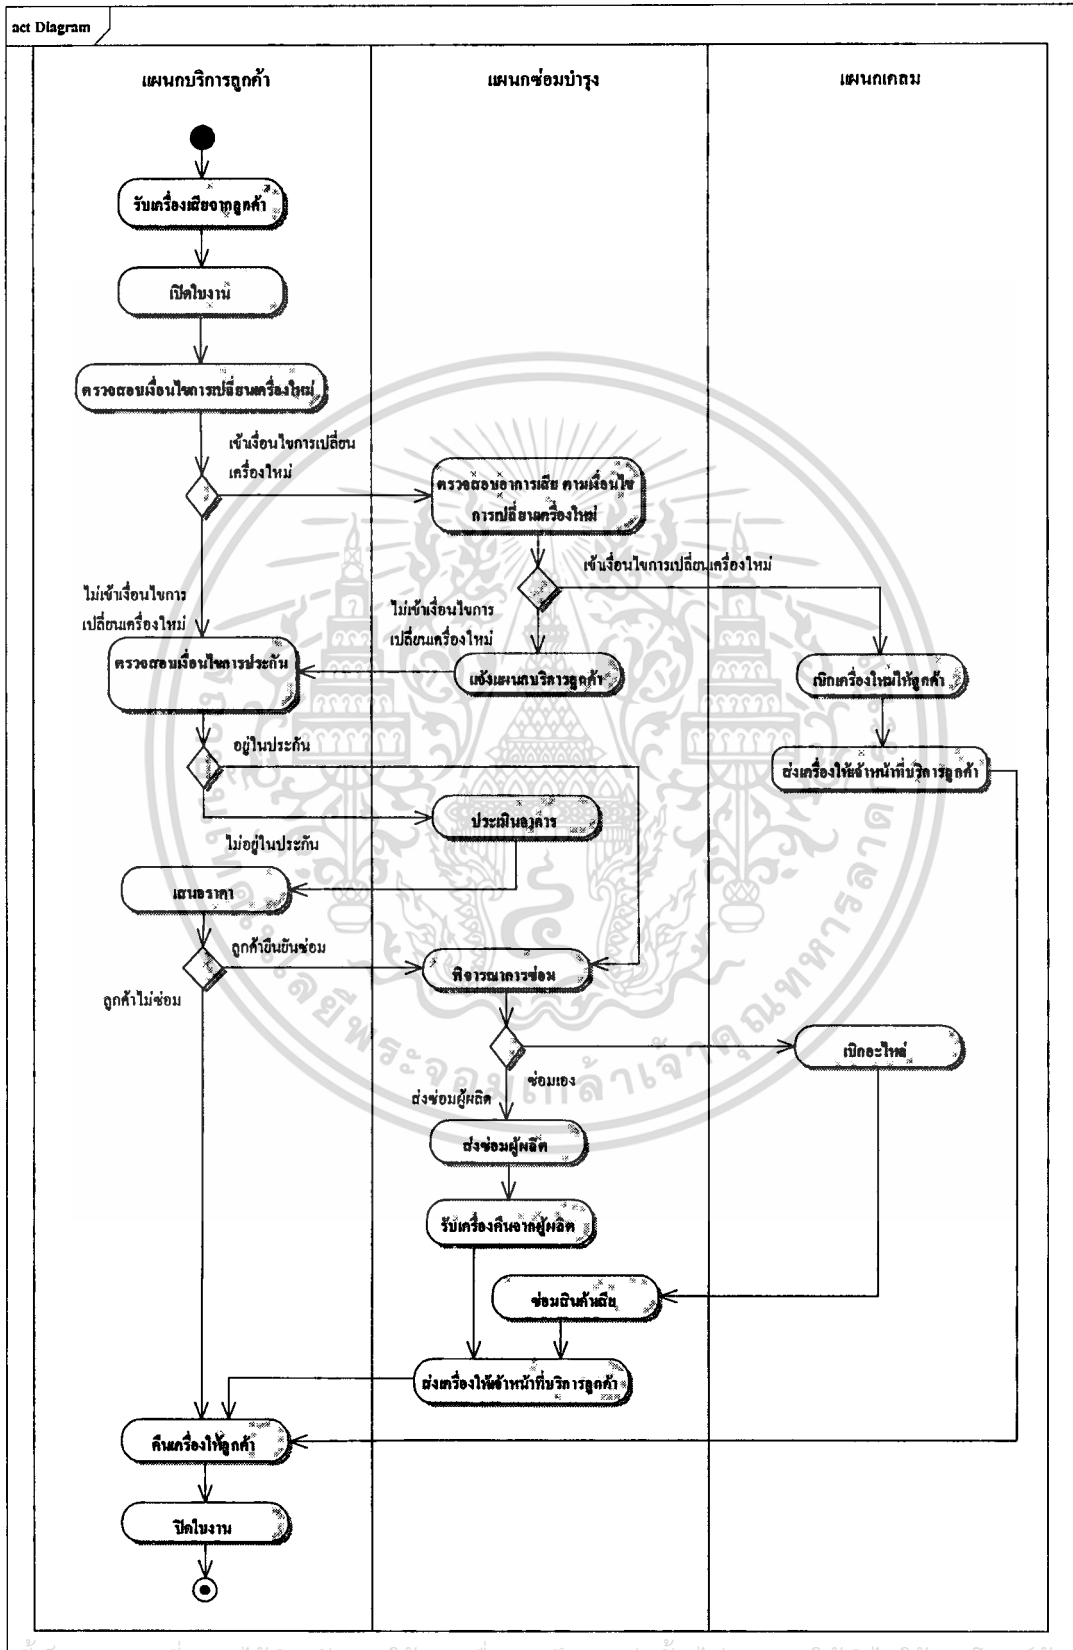 act Diagram
แผนกบริการลูกค้า
แผนกซ่อมบำรุง
แผนกเคลม
รับเครื่องเสียจากลูกค้า
เปิดใบงาน
ตรวจสอบเงื่อนไขการเปลี่ยนเครื่องใหม่
เข้าเงื่อนไขการเปลี่ยน
เครื่องใหม่
ตรวจสอบอาการเสีย ตามเงื่อนไข
การเปลี่ยนเครื่องใหม่
เข้าเงื่อนไขการเปลี่ยนเครื่องใหม่
ไม่เข้าเงื่อนไขการ
เปลี่ยนเครื่องใหม่
ไม่เข้าเงื่อนไขการ
เปลี่ยนเครื่องใหม่
ตรวจสอบเงื่อนไขการประกัน
แจ้งแผนกบริการลูกค้า
เบิกเครื่องใหม่ให้ลูกค้า
อยู่ในประกัน
ส่งเครื่องให้เจ้าหน้าที่บริการลูกค้า
ประเมินอาการ
ไม่อยู่ในประกัน
เสนอราคา
ลูกค้ายืนยันซ่อม
พิจารณาการซ่อม
ลูกค้าไม่ซ่อม
เบิกอะไหล่
ซ่อมเอง
ส่งซ่อมผู้ผลิต
ส่งซ่อมผู้ผลิต
รับเครื่องคืนจากผู้ผลิต
ซ่อมสินค้าเสีย
ส่งเครื่องให้เจ้าหน้าที่บริการลูกค้า
คืนเครื่องให้ลูกค้า
ปิดใบงาน